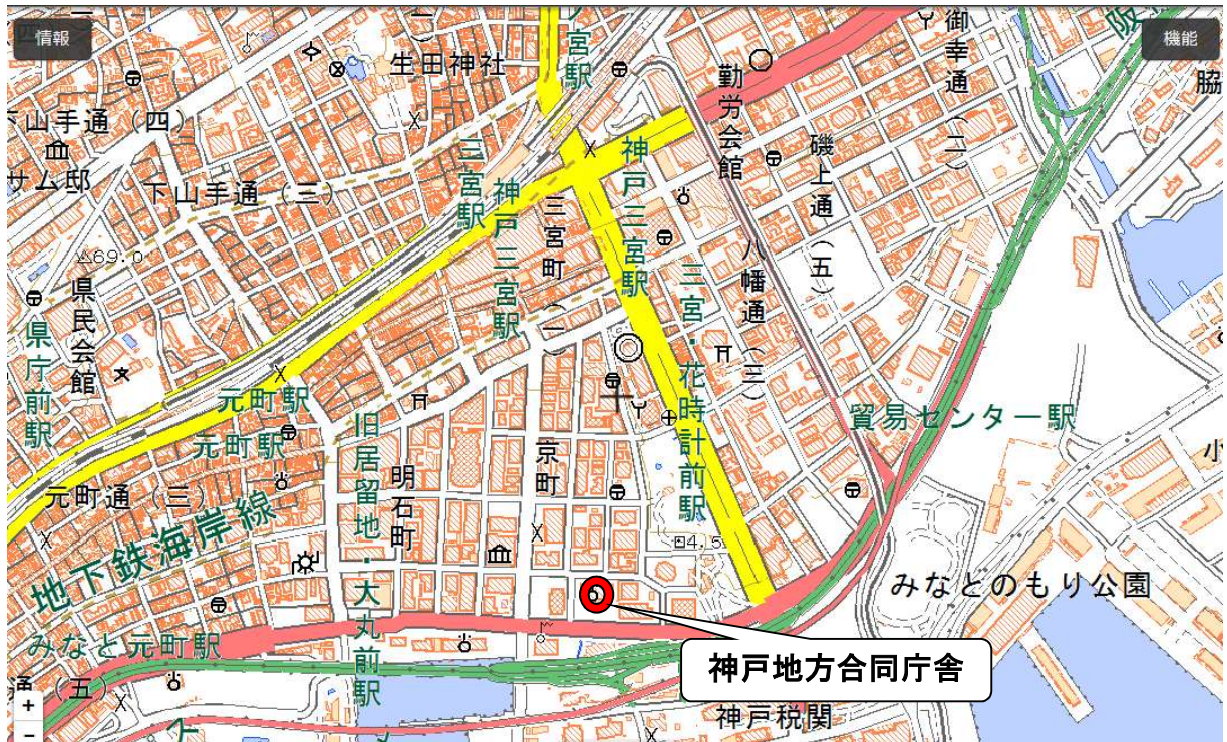 情報
機能
生田神社
宮駅
勤労会館
御幸通(二)
阪
脇
下山手通(四)
サム邸
下山手通(三)
三宮駅
神戸三宮駅
三宮町(一)
神戸三宮駅
磯上通(五)
八幡通(三)
三宮・花時計前駅
69.0
県民会館
県庁前駅
元町駅
元町駅
旧居留地・大丸前駅
明石町
京町
貿易センター駅
小
元町通(三)
地下鉄海岸線
4.5
みなとのもり公園
みなと元町駅
(五)
神戸地方合同庁舎
神戸税関
+
-